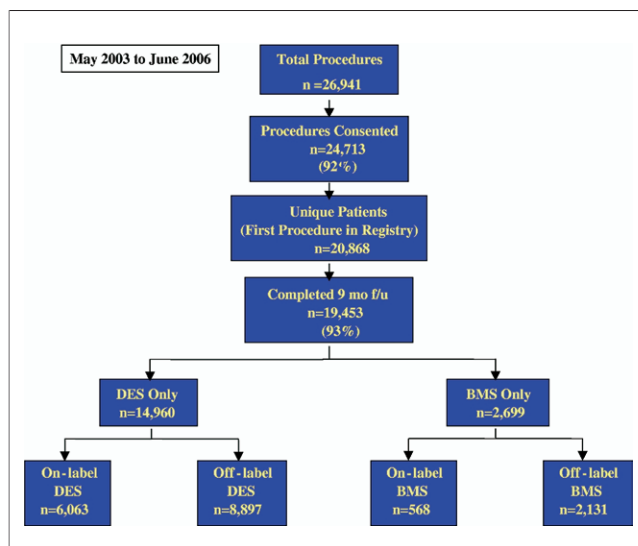 May 2003 to June 2006
Total Procedures
n =26,941
Procedures Consented
n=24,713
(92%)
Unique Patients
(First Procedure in Registry)
n=20,868
Completed 9 mo f/u
n=19,453
(93%)
DES Only
n=14,960
BMS Only
n=2,699
On-label
DES
n=6,063
Off-label
DES
n=8,897
On-label
BMS
n=568
Off-label
BMS
n=2,131